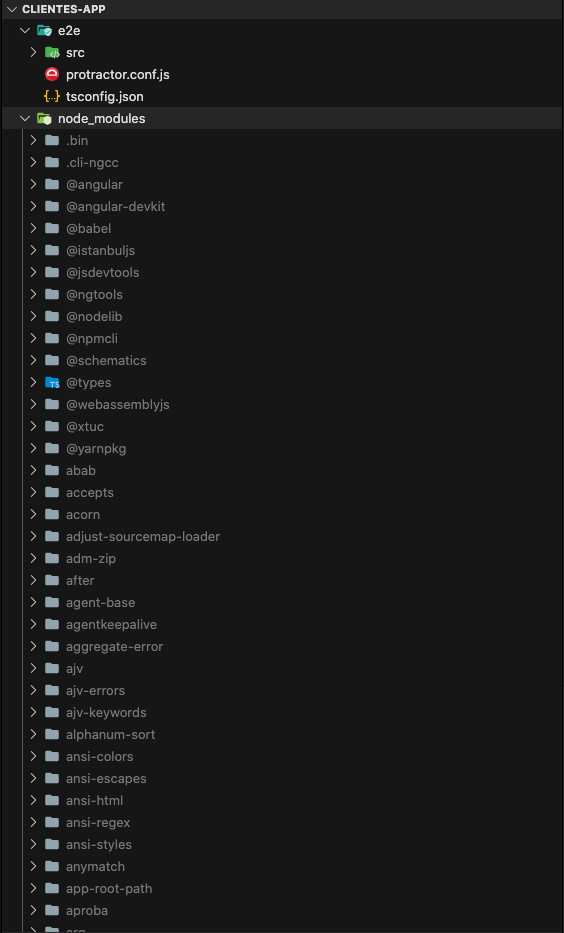 CLIENTES-APP
e2e
src
protractor.conf.js
tsconfig.json
node_modules
.bin
.cli-ngcc
@angular
@angular-devkit
@babel
@istanbuljs
@jsdevtools
@ngtools
@nodelib
@npmcli
@schematics
@types
@webassemblyjs
@xtuc
@yarnpkg
abab
accepts
acorn
adjust-sourcemap-loader
adm-zip
after
agent-base
agentkeepalive
aggregate-error
ajv
ajv-errors
ajv-keywords
alphanum-sort
ansi-colors
ansi-escapes
ansi-html
ansi-regex
ansi-styles
anymatch
app-root-path
aproba